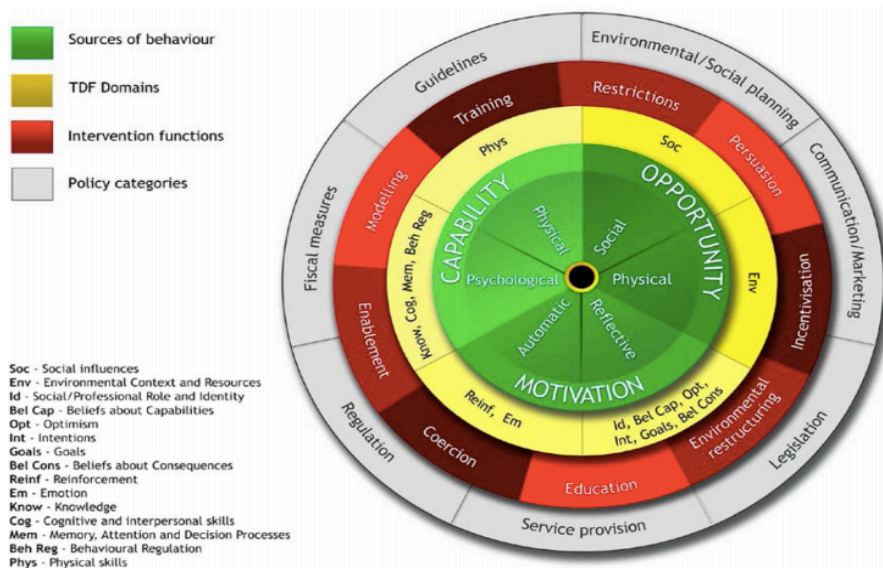 Sources of behaviour
TDF Domains
Intervention functions
Policy categories
Soc - Social influences
Env - Environmental Context and Resources
Id - Social/Professional Role and Identity
Bel Cap - Beliefs about Capabilities
Opt - Optimism
Int - Intentions
Goals - Goals
Bel Cons - Beliefs about Consequences
Reinf - Reinforcement
Em - Emotion
Know - Knowledge
Cog - Cognitive and interpersonal skills
Mem - Memory, Attention and Decision Processes
Beh Reg - Behavioural Regulation
Phys - Physical skills
Guidelines
Environmental/Social planning
Communication/Marketing
Legislation
Service provision
Regulation
Fiscal measures
Training
Restrictions
Persuasion
Incentivisation
Environmental
restructuring
Education
Coercion
Enablement
Modelling
Phys
Soc
Env
Id, Bel Cap, Opt,
Int, Goals, Bel Cons
Reinf, Em
Know, Cog, Mem, Beh Reg
CAPABILITY
OPPORTUNITY
MOTIVATION
Physical
Social
Physical
Reflective
Automatic
Psychological